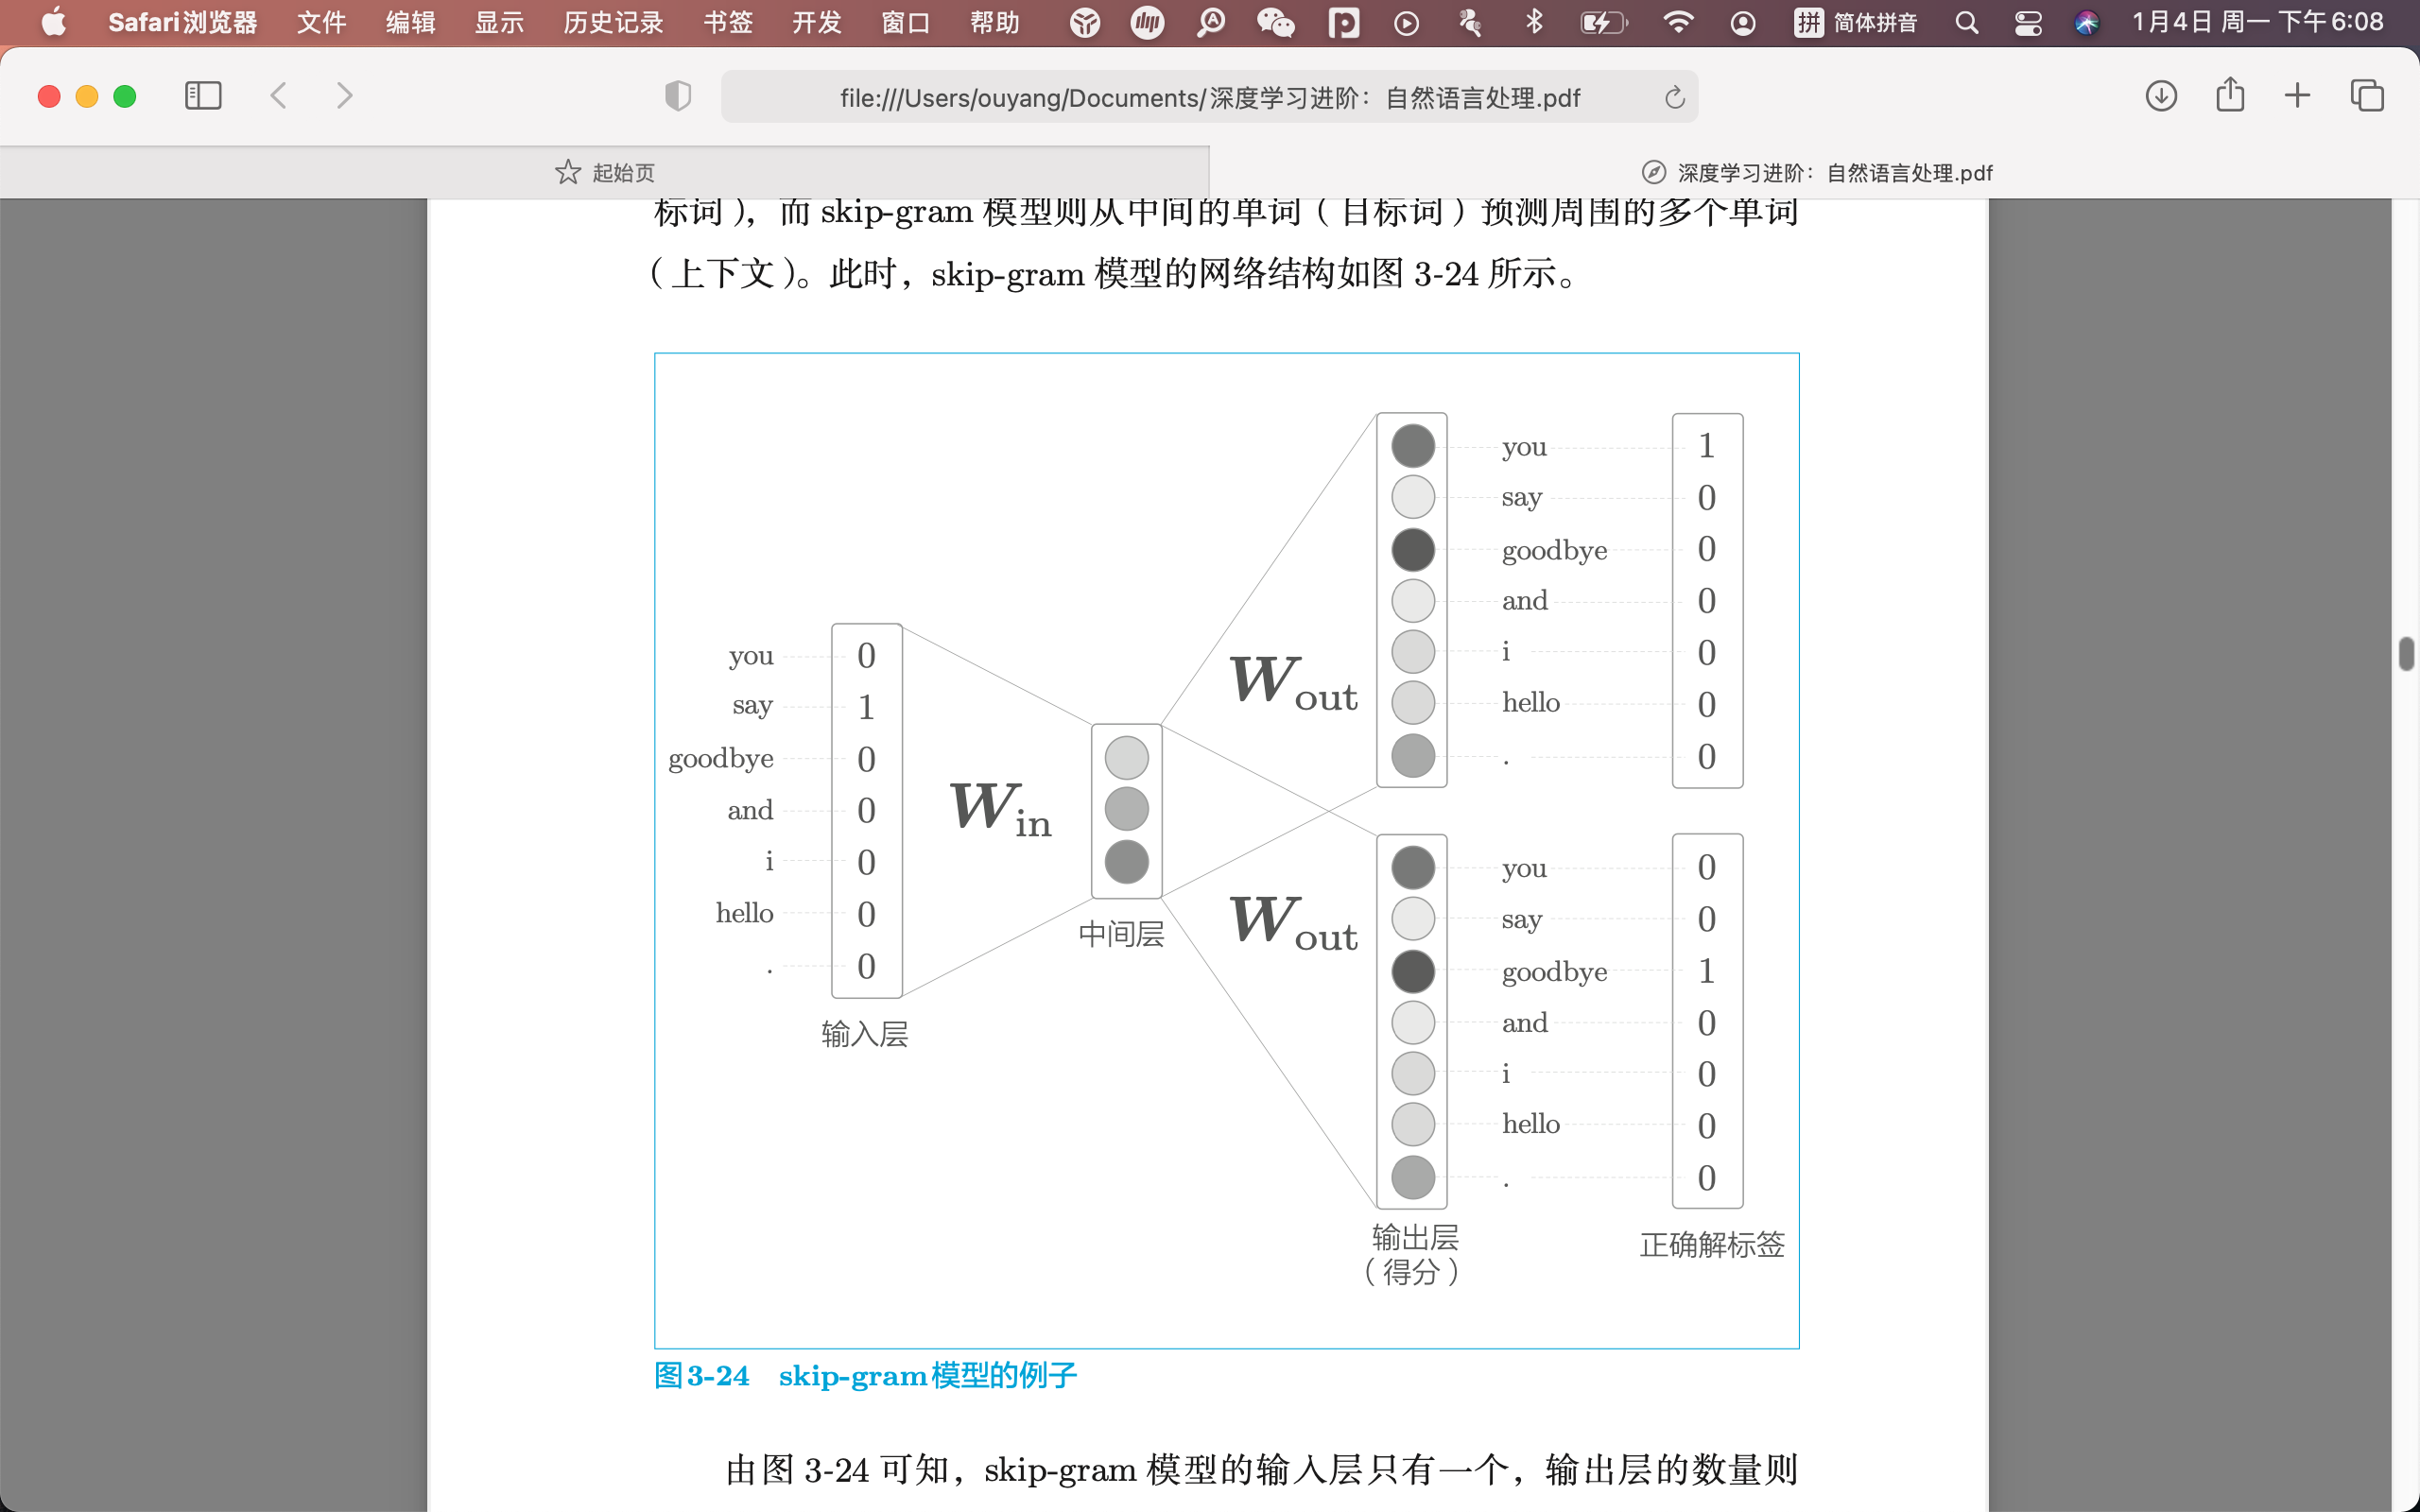 Safari浏览器 文件 编辑 显示 历史记录 书签 开发 窗口 帮助 php 拼 简体拼音 1月4日 周一 下午6:08
file:///Users/ouyang/Documents/深度学习进阶：自然语言处理.pdf
起始页 深度学习进阶：自然语言处理.pdf
标词），而 skip-gram 模型则从中间的单词（目标词）预测周围的多个单词
（上下文）。此时，skip-gram 模型的网络结构如图 3-24 所示。
you 0
say 1
goodbye 0
and 0
i 0
hello 0
. 0
输入层
Win
中间层
Wout
you 1
say 0
goodbye 0
and 0
i 0
hello 0
. 0
Wout
you 0
say 0
goodbye 1
and 0
i 0
hello 0
. 0
输出层
（得分）
正确解标签
图3-24 skip-gram模型的例子
由图 3-24 可知，skip-gram 模型的输入层只有一个，输出层的数量则